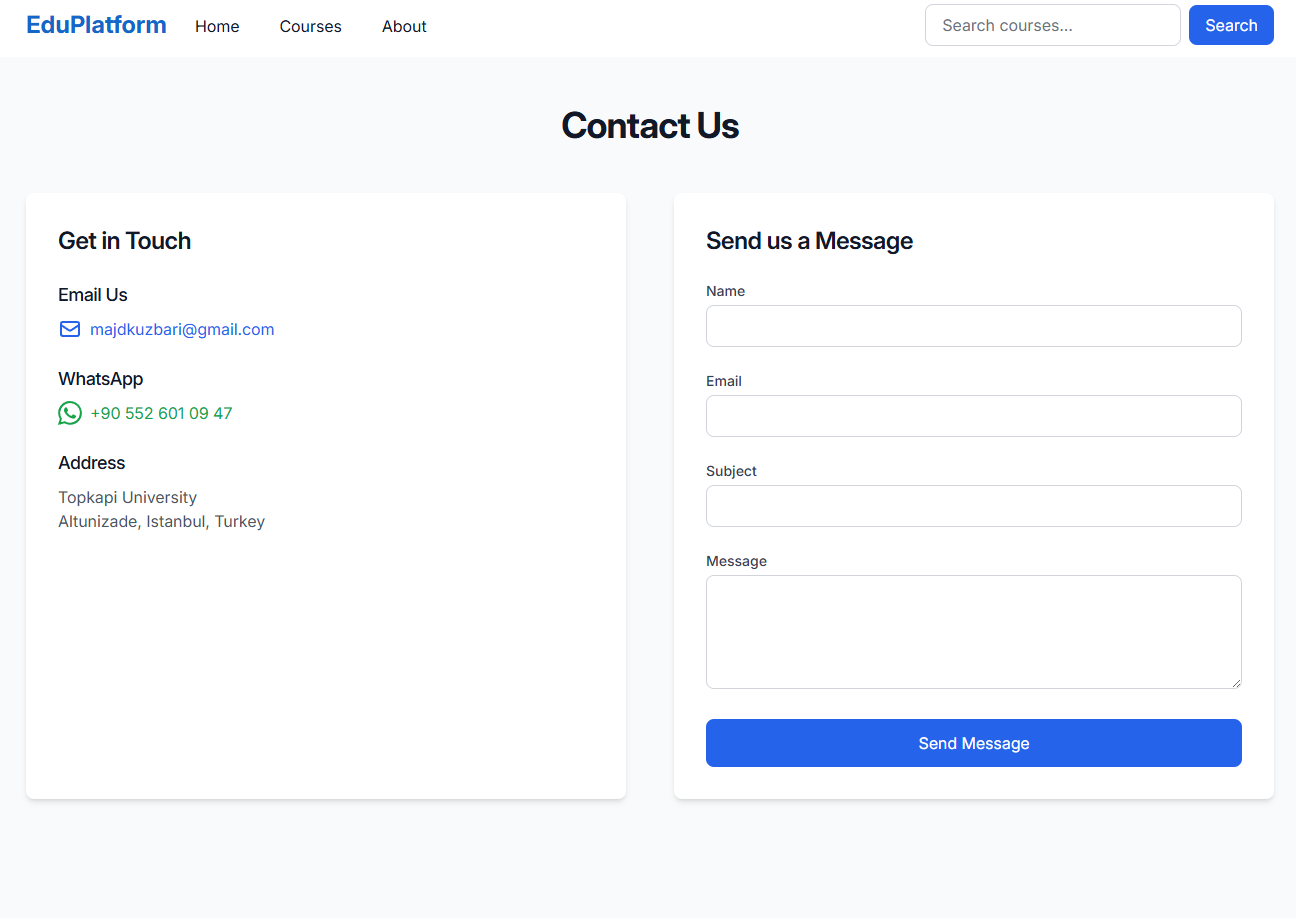 EduPlatform
Home
Courses
About
Search courses...
Search
Contact Us
Get in Touch
Email Us
majdkuzbari@gmail.com
WhatsApp
+90 552 601 09 47
Address
Topkapi University
Altunizade, Istanbul, Turkey
Send us a Message
Name
Email
Subject
Message
Send Message